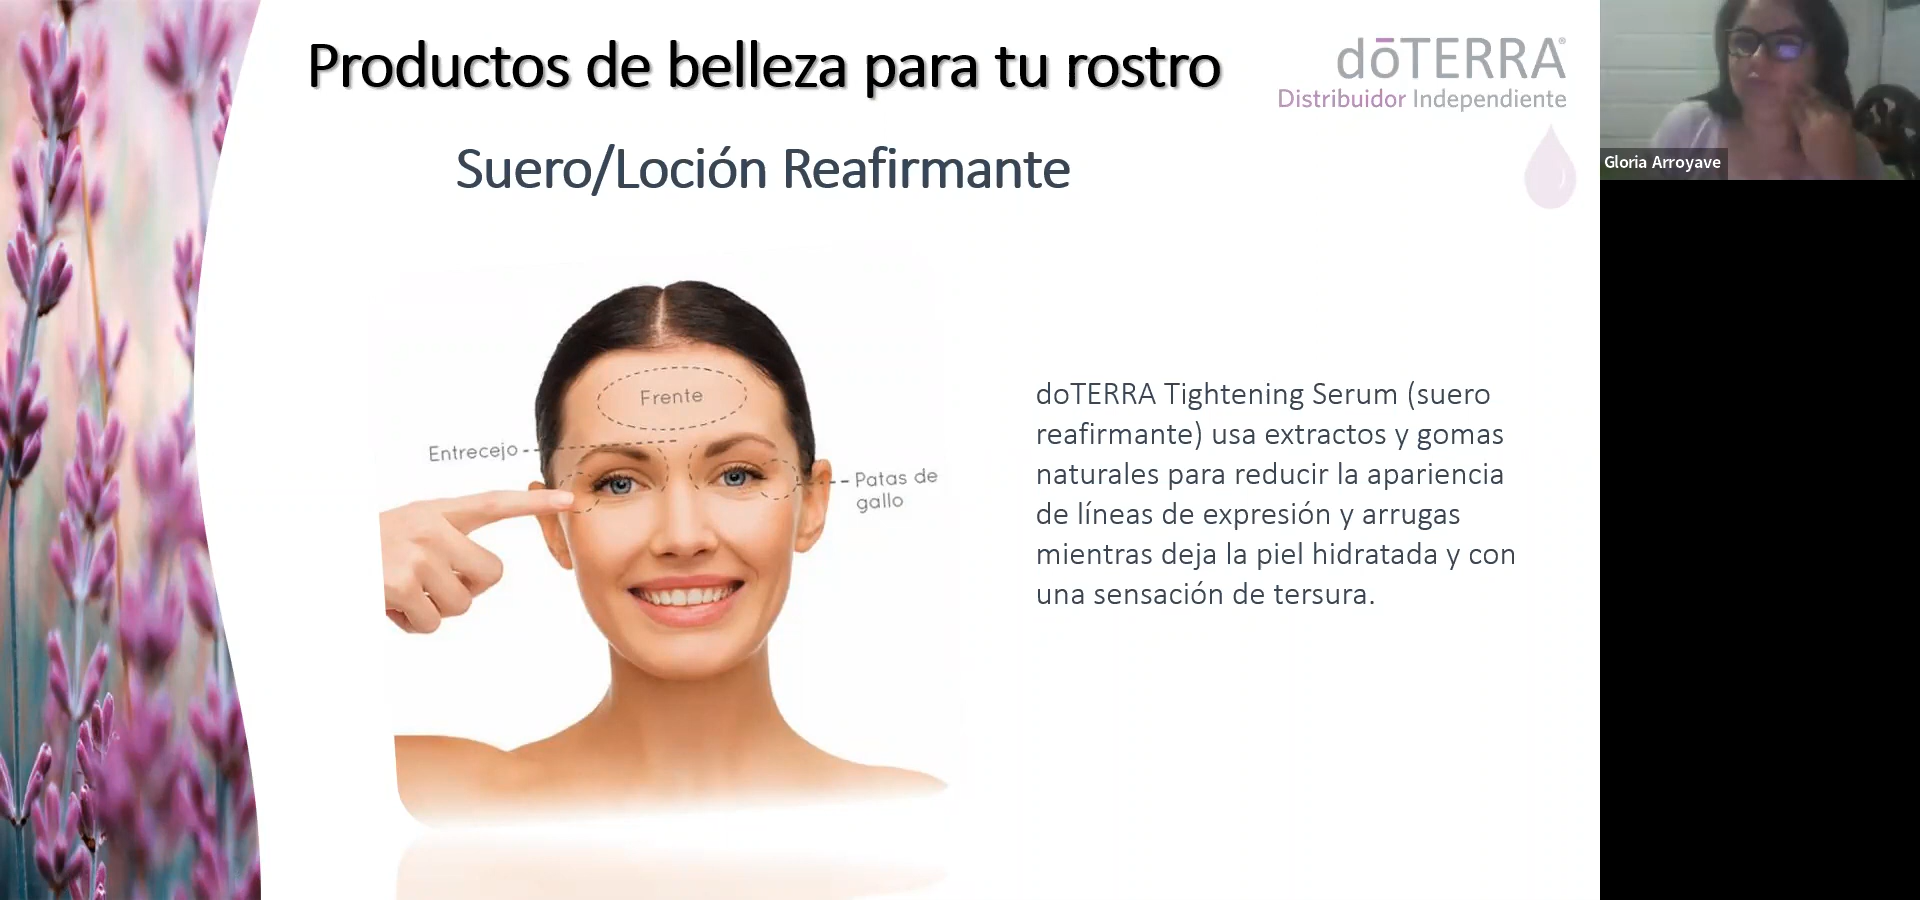 Productos de belleza para tu rostro
dōTERRA®
Distribuidor Independiente
Suero/Loción Reafirmante
Gloria Arroyave
Frente
Entrecejo
Patas de
gallo
doTERRA Tightening Serum (suero
reafirmante) usa extractos y gomas
naturales para reducir la apariencia
de líneas de expresión y arrugas
mientras deja la piel hidratada y con
una sensación de tersura.